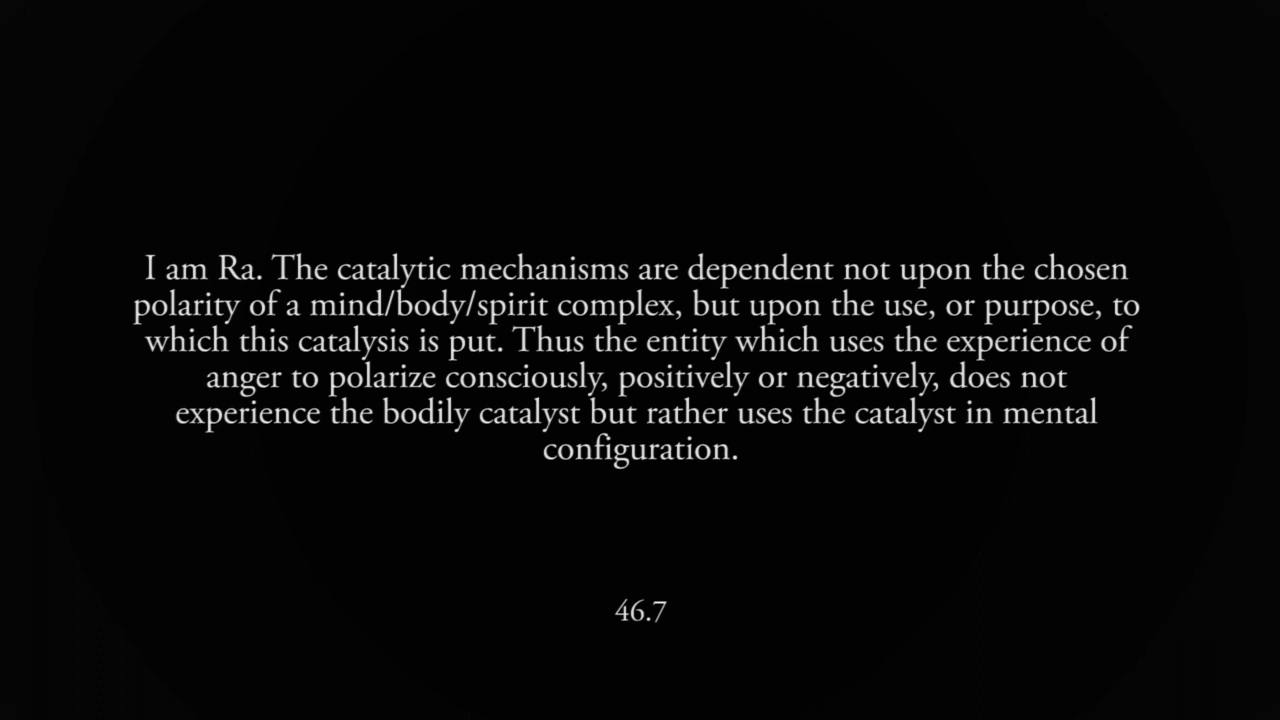 I am Ra. The catalytic mechanisms are dependent not upon the chosen
polarity of a mind/body/spirit complex, but upon the use, or purpose, to
which this catalysis is put. Thus the entity which uses the experience of
anger to polarize consciously, positively or negatively, does not
experience the bodily catalyst but rather uses the catalyst in mental
configuration.
46.7